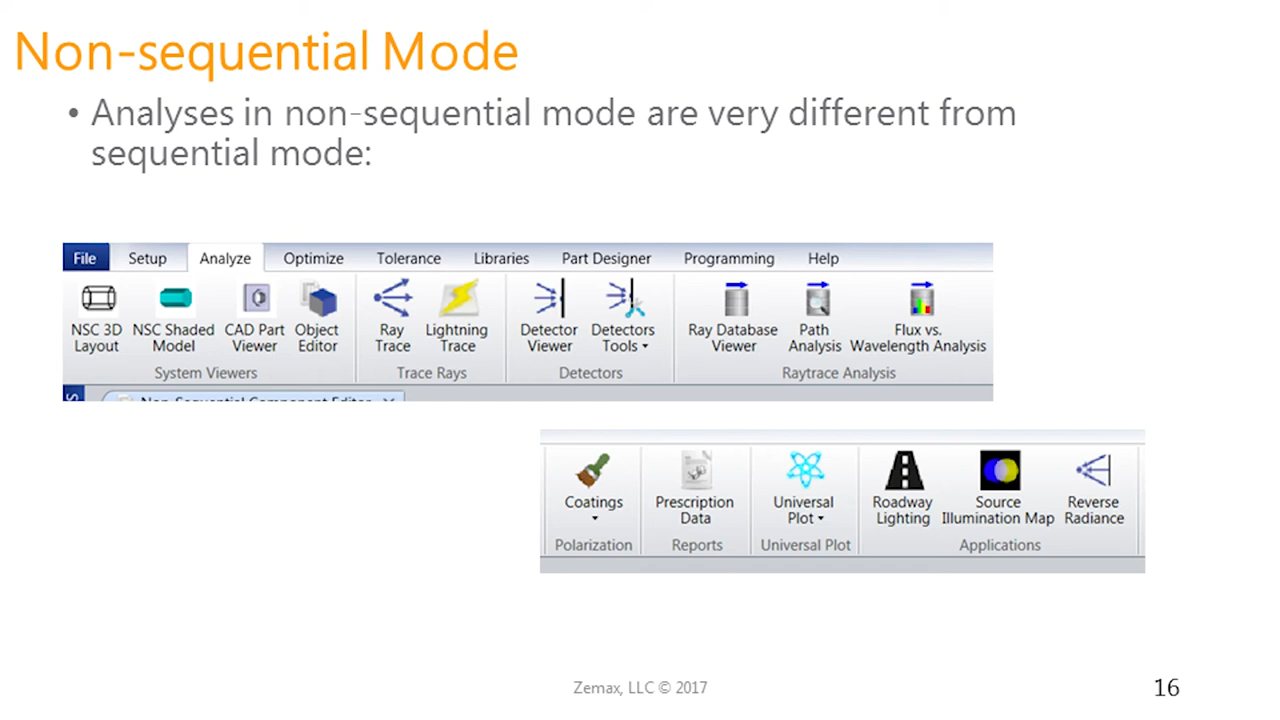 Non-sequential Mode
• Analyses in non-sequential mode are very different from
sequential mode:
File Setup Analyze Optimize Tolerance Libraries Part Designer Programming Help
NSC 3D NSC Shaded CAD Part Object Ray Lightning Detector Detectors Ray Database Path Flux vs.
Layout Model Viewer Editor Trace Trace Viewer Tools Viewer Analysis Wavelength Analysis
System Viewers Trace Rays Detectors Raytrace Analysis
Non-Sequential Component Editor
Coatings Prescription Universal Roadway Source Reverse
Data Plot Lighting Illumination Map Radiance
Polarization Reports Universal Plot Applications
Zemax, LLC © 2017
16